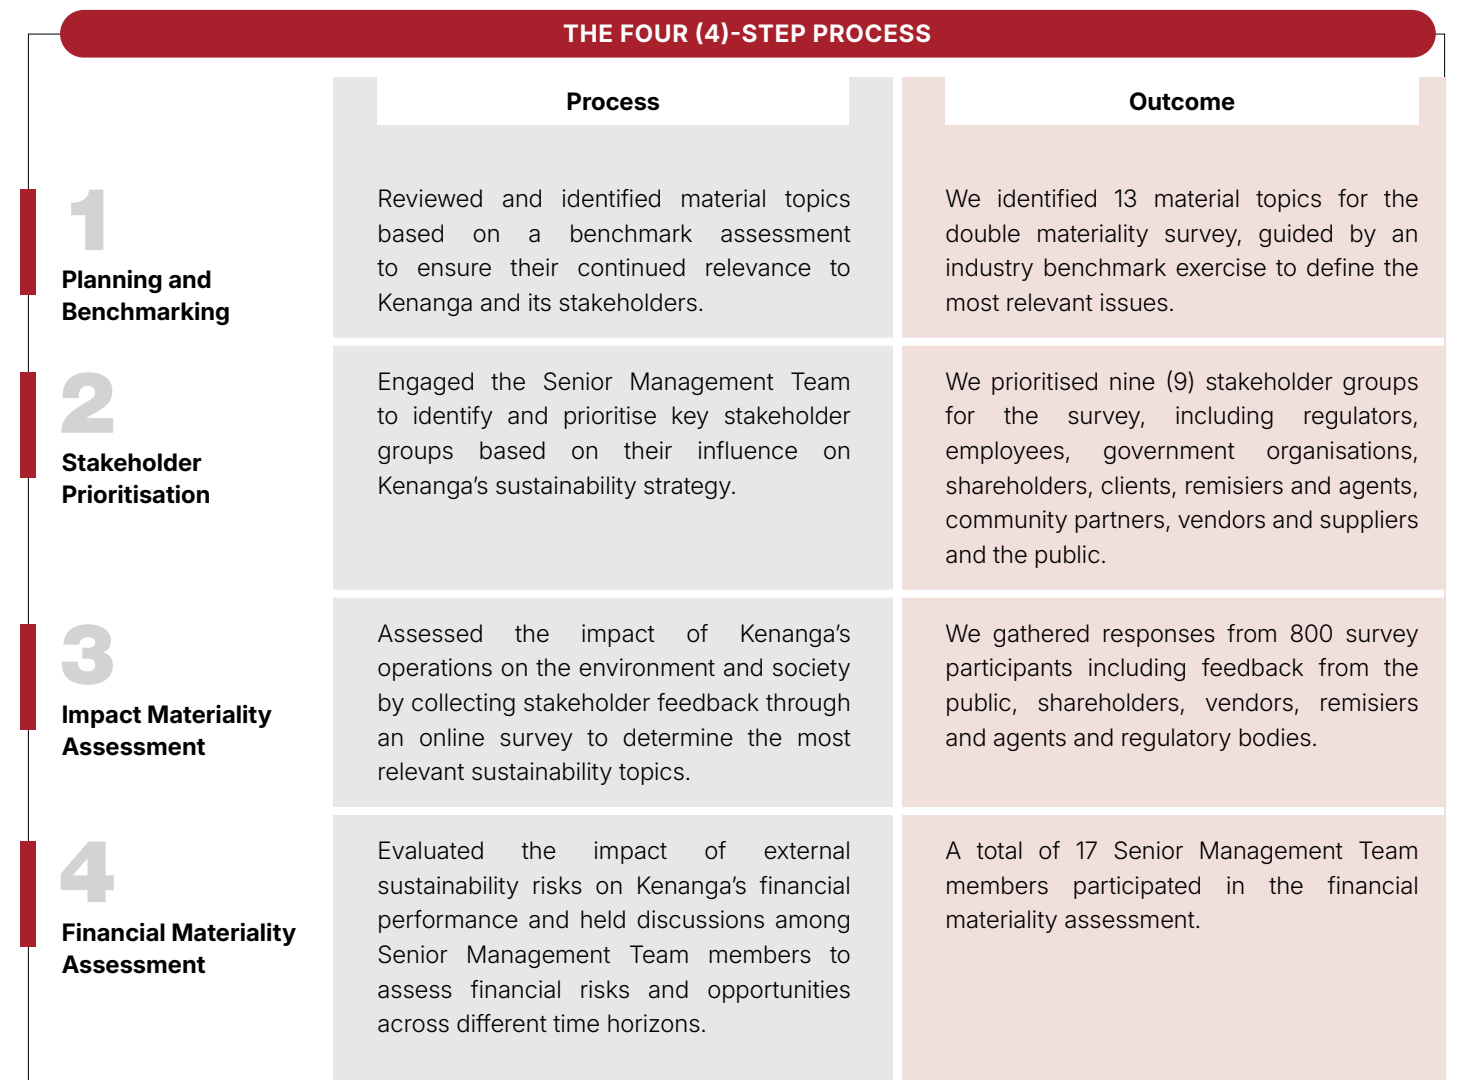 THE FOUR (4)-STEP PROCESS
Process
Outcome
1
Planning and
Benchmarking
Reviewed and identified material topics
based on a benchmark assessment
to ensure their continued relevance to
Kenanga and its stakeholders.
We identified 13 material topics for the
double materiality survey, guided by an
industry benchmark exercise to define the
most relevant issues.
2
Stakeholder
Prioritisation
Engaged the Senior Management Team
to identify and prioritise key stakeholder
groups based on their influence on
Kenanga’s sustainability strategy.
We prioritised nine (9) stakeholder groups
for the survey, including regulators,
employees, government organisations,
shareholders, clients, remisiers and agents,
community partners, vendors and suppliers
and the public.
3
Impact Materiality
Assessment
Assessed the impact of Kenanga’s
operations on the environment and society
by collecting stakeholder feedback through
an online survey to determine the most
relevant sustainability topics.
We gathered responses from 800 survey
participants including feedback from the
public, shareholders, vendors, remisiers
and agents and regulatory bodies.
4
Financial Materiality
Assessment
Evaluated the impact of external
sustainability risks on Kenanga’s financial
performance and held discussions among
Senior Management Team members to
assess financial risks and opportunities
across different time horizons.
A total of 17 Senior Management Team
members participated in the financial
materiality assessment.